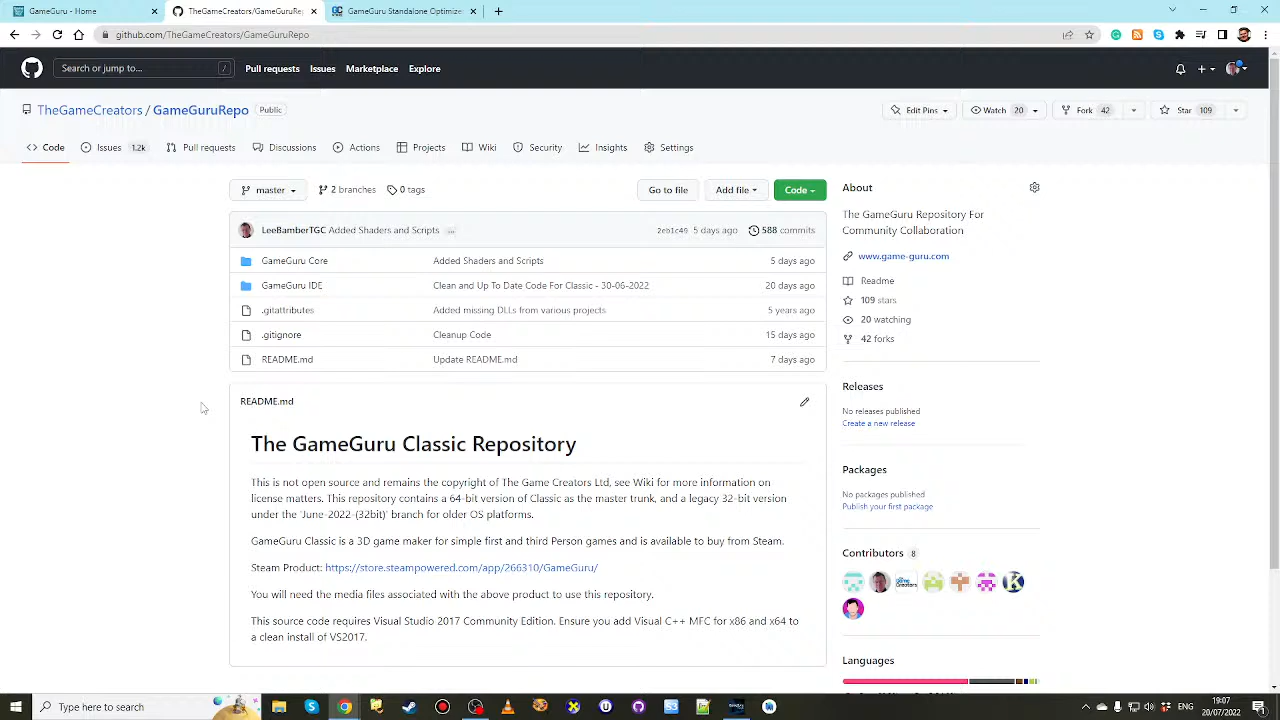 GameGuru - Home
TheGameCreators/GameGuruRep
GameGuru Standalone Optimize
github.com/TheGameCreators/GameGuruRepo
Search or jump to...
/
Pull requests
Issues
Marketplace
Explore
TheGameCreators / GameGuruRepo
Public
Edit Pins
Watch 20
Fork 42
Star 109
Code
Issues 1.2k
Pull requests
Discussions
Actions
Projects
Wiki
Security
Insights
Settings
master
2 branches
0 tags
Go to file
Add file
Code
LeeBamberTGC Added Shaders and Scripts ...
2eb1c49 5 days ago
588 commits
GameGuru Core Added Shaders and Scripts 5 days ago
GameGuru IDE Clean and Up To Date Code For Classic - 30-06-2022 20 days ago
.gitattributes Added missing DLLs from various projects 5 years ago
.gitignore Cleanup Code 15 days ago
README.md Update README.md 7 days ago
README.md
The GameGuru Classic Repository
This is not open source and remains the copyright of The Game Creators Ltd, see Wiki for more information on
license matters. This repository contains a 64-bit version of Classic as the master trunk, and a legacy 32-bit version
under the 'June-2022-(32bit)' branch for older OS platforms.
GameGuru Classic is a 3D game maker for simple first and third Person games and is available to buy from Steam.
Steam Product: https://store.steampowered.com/app/266310/GameGuru/
You will need the media files associated with the above product to use this repository.
This source code requires Visual Studio 2017 Community Edition. Ensure you add Visual C++ MFC for x86 and x64 to
a clean install of VS2017.
About
The GameGuru Repository For
Community Collaboration
www.game-guru.com
Readme
109 stars
20 watching
42 forks
Releases
No releases published
Create a new release
Packages
No packages published
Publish your first package
Contributors 8
Languages
Type here to search
ENG
19:07
20/07/2022